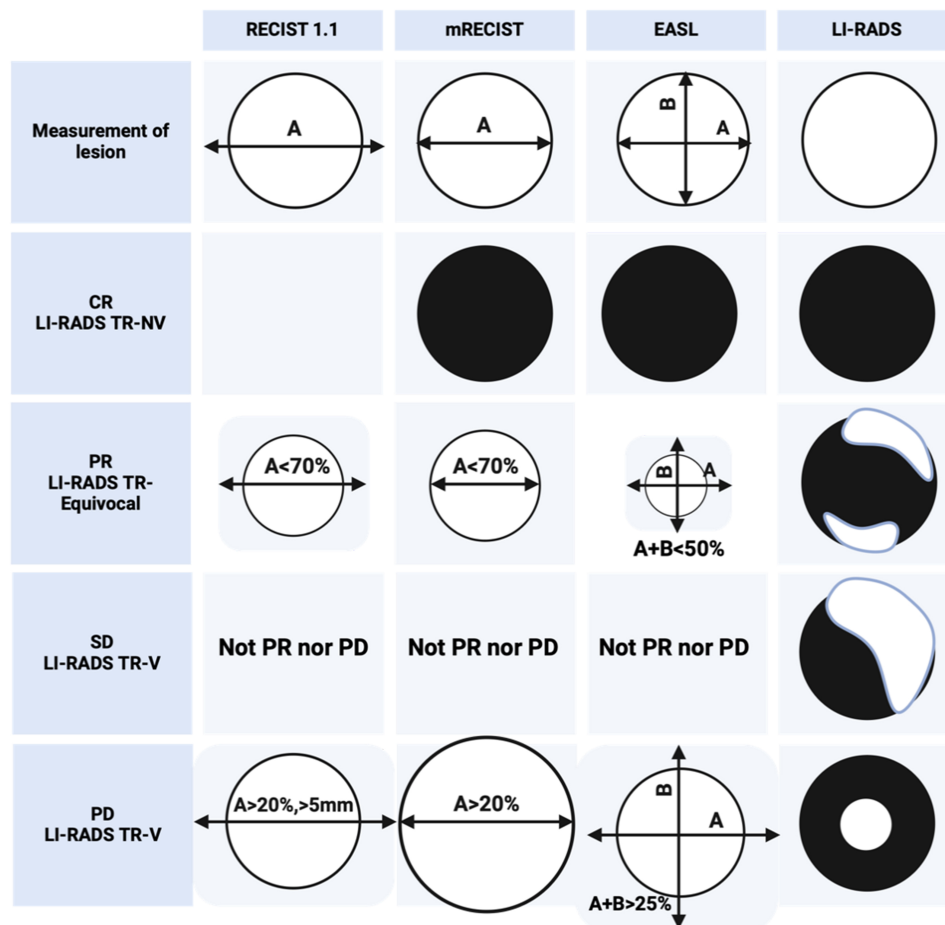 RECIST 1.1
mRECIST
EASL
LI-RADS
Measurement of
lesion
A
A
B
A
CR
LI-RADS TR-NV
PR
LI-RADS TR-
Equivocal
A<70%
A<70%
B
A
A+B<50%
SD
LI-RADS TR-V
Not PR nor PD
Not PR nor PD
Not PR nor PD
PD
LI-RADS TR-V
A>20%,>5mm
A>20%
B
A
A+B>25%